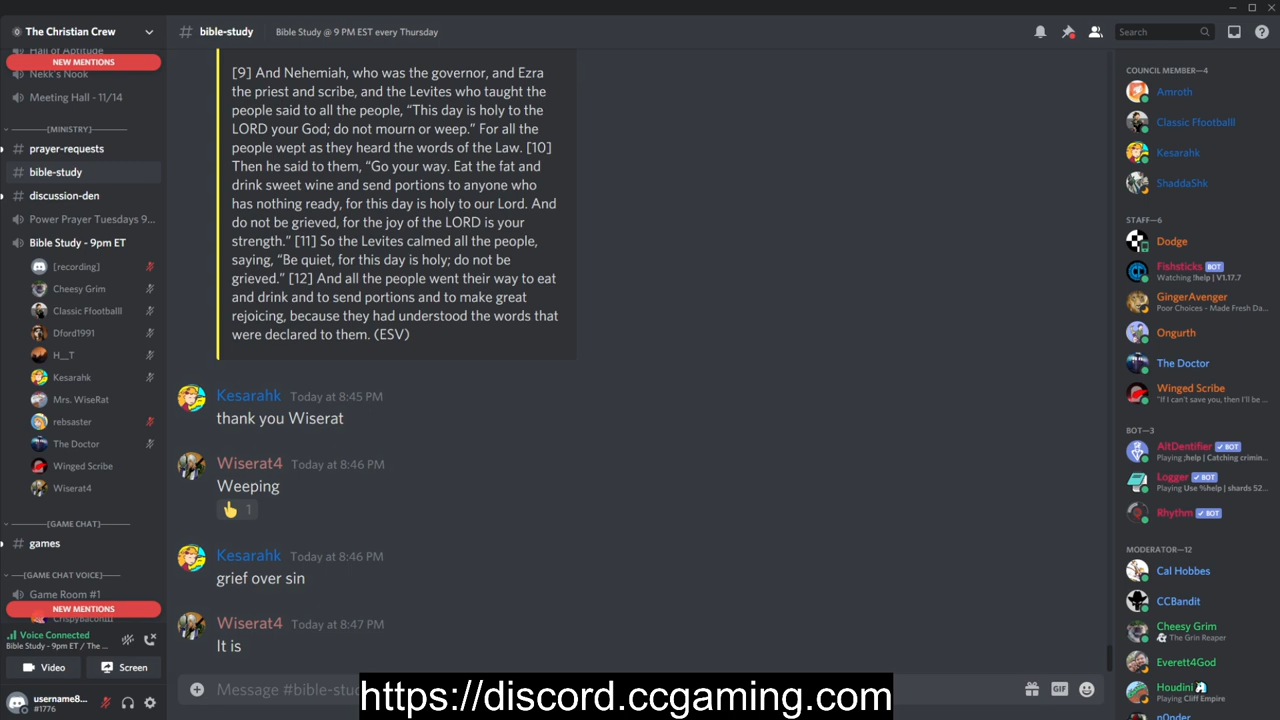 The Christian Crew
Hall of Aptitude
NEW MENTIONS
Nekk's Nook
Meeting Hall - 11/14
[MINISTRY]
prayer-requests
bible-study
discussion-den
Power Prayer Tuesdays 9...
Bible Study - 9pm ET
[recording]
Cheesy Grim
Classic Ffootballl
Dford1991
H__T
Kesarahk
Mrs. WiseRat
rebsaster
The Doctor
Winged Scribe
Wiserat4
[GAME CHAT]
games
[GAME CHAT VOICE]
Game Room #1
NEW MENTIONS
Voice Connected
Bible Study - 9pm ET / The ...
Video
Screen
username8...
#1776
# bible-study
Bible Study @ 9 PM EST every Thursday
Search
[9] And Nehemiah, who was the governor, and Ezra
the priest and scribe, and the Levites who taught the
people said to all the people, “This day is holy to the
LORD your God; do not mourn or weep.” For all the
people wept as they heard the words of the Law. [10]
Then he said to them, “Go your way. Eat the fat and
drink sweet wine and send portions to anyone who
has nothing ready, for this day is holy to our Lord. And
do not be grieved, for the joy of the LORD is your
strength.” [11] So the Levites calmed all the people,
saying, “Be quiet, for this day is holy; do not be
grieved.” [12] And all the people went their way to eat
and drink and to send portions and to make great
rejoicing, because they had understood the words that
were declared to them. (ESV)
Kesarahk Today at 8:45 PM
thank you Wiserat
Wiserat4 Today at 8:46 PM
Weeping
1
Kesarahk Today at 8:46 PM
grief over sin
Wiserat4 Today at 8:47 PM
It is
Message #bible-stu
GIF
https://discord.ccgaming.com
COUNCIL MEMBER—4
Amroth
Classic Ffootballl
Kesarahk
ShaddaShk
STAFF—6
Dodge
Fishsticks BOT
Watching !help | V1.17.7
GingerAvenger
Poor Choices - Made Fresh Da...
Ongurth
The Doctor
Winged Scribe
"If I can't save you, then I'll be ...
BOT—3
AltDentifier BOT
Playing ;help | Catching crimin...
Logger BOT
Playing Use %help | shards 52...
Rhythm BOT
MODERATOR—12
Cal Hobbes
CCBandit
Cheesy Grim
The Grin Reaper
Everett4God
Houdini
Playing Cliff Empire